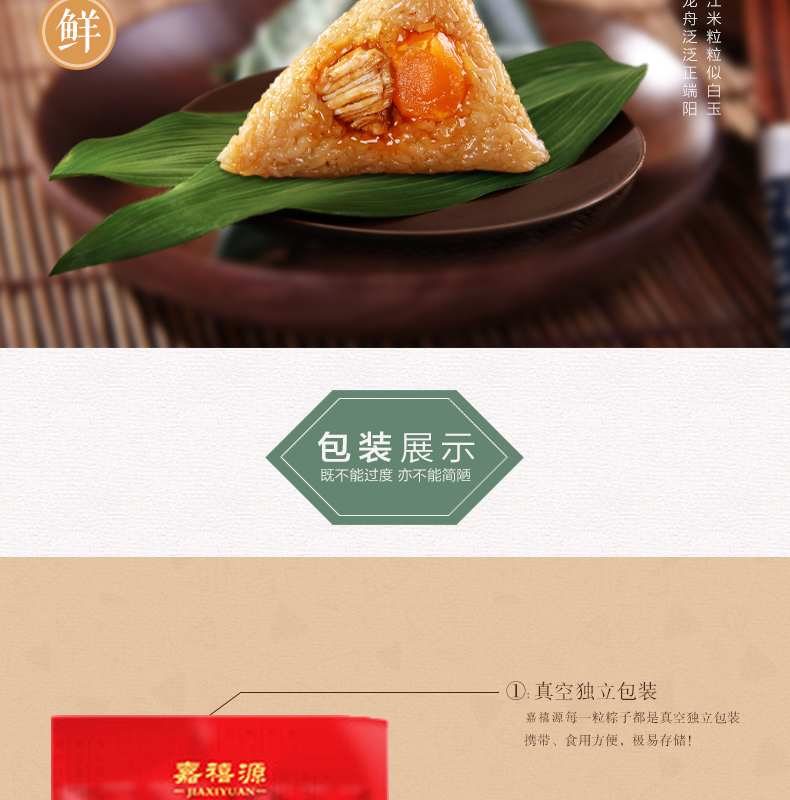 鲜
江米粒粒似白玉
龙舟泛泛正端阳
包装展示
既不能过度 亦不能简陋
①:真空独立包装
嘉禧源每一粒粽子都是真空独立包装
携带、食用方便，极易存储！
嘉禧源
JIAXIYUAN